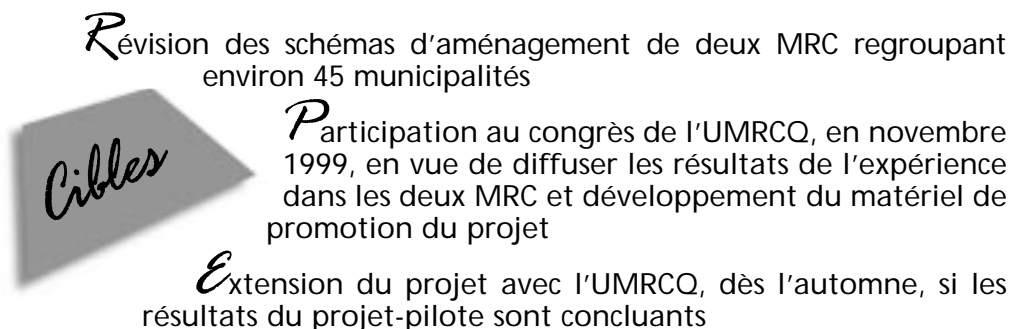 Révision des schémas d'aménagement de deux MRC regroupant
environ 45 municipalités
Cibles
Participation au congrès de l'UMRCQ, en novembre
1999, en vue de diffuser les résultats de l'expérience
dans les deux MRC et développement du matériel de
promotion du projet
Extension du projet avec l'UMRCQ, dès l'automne, si les
résultats du projet-pilote sont concluants